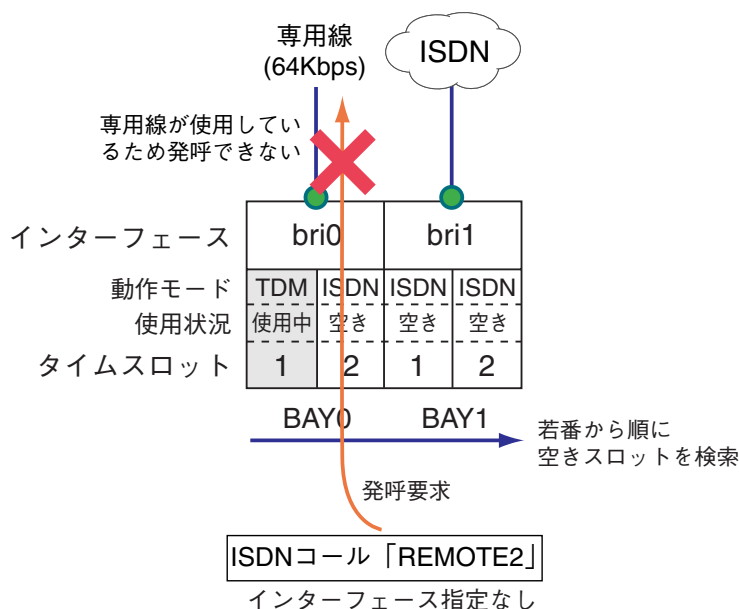 専用線
(64Kbps)
ISDN
専用線が使用してい
るため発呼できない
インターフェース bri0 bri1
動作モード TDM ISDN ISDN ISDN
使用状況 使用中 空き 空き 空き
タイムスロット 1 2 1 2
BAY0 BAY1
若番から順に
空きスロットを検索
発呼要求
ISDNコール「REMOTE2」
インターフェース指定なし